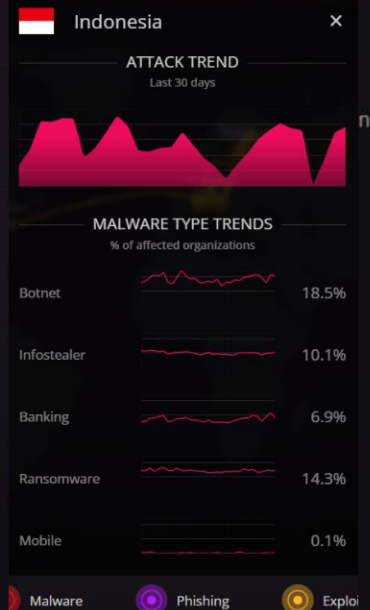 Indonesia ×
ATTACK TREND
Last 30 days
MALWARE TYPE TRENDS
% of affected organizations
Botnet 18.5%
Infostealer 10.1%
Banking 6.9%
Ransomware 14.3%
Mobile 0.1%
Malware Phishing Exploi